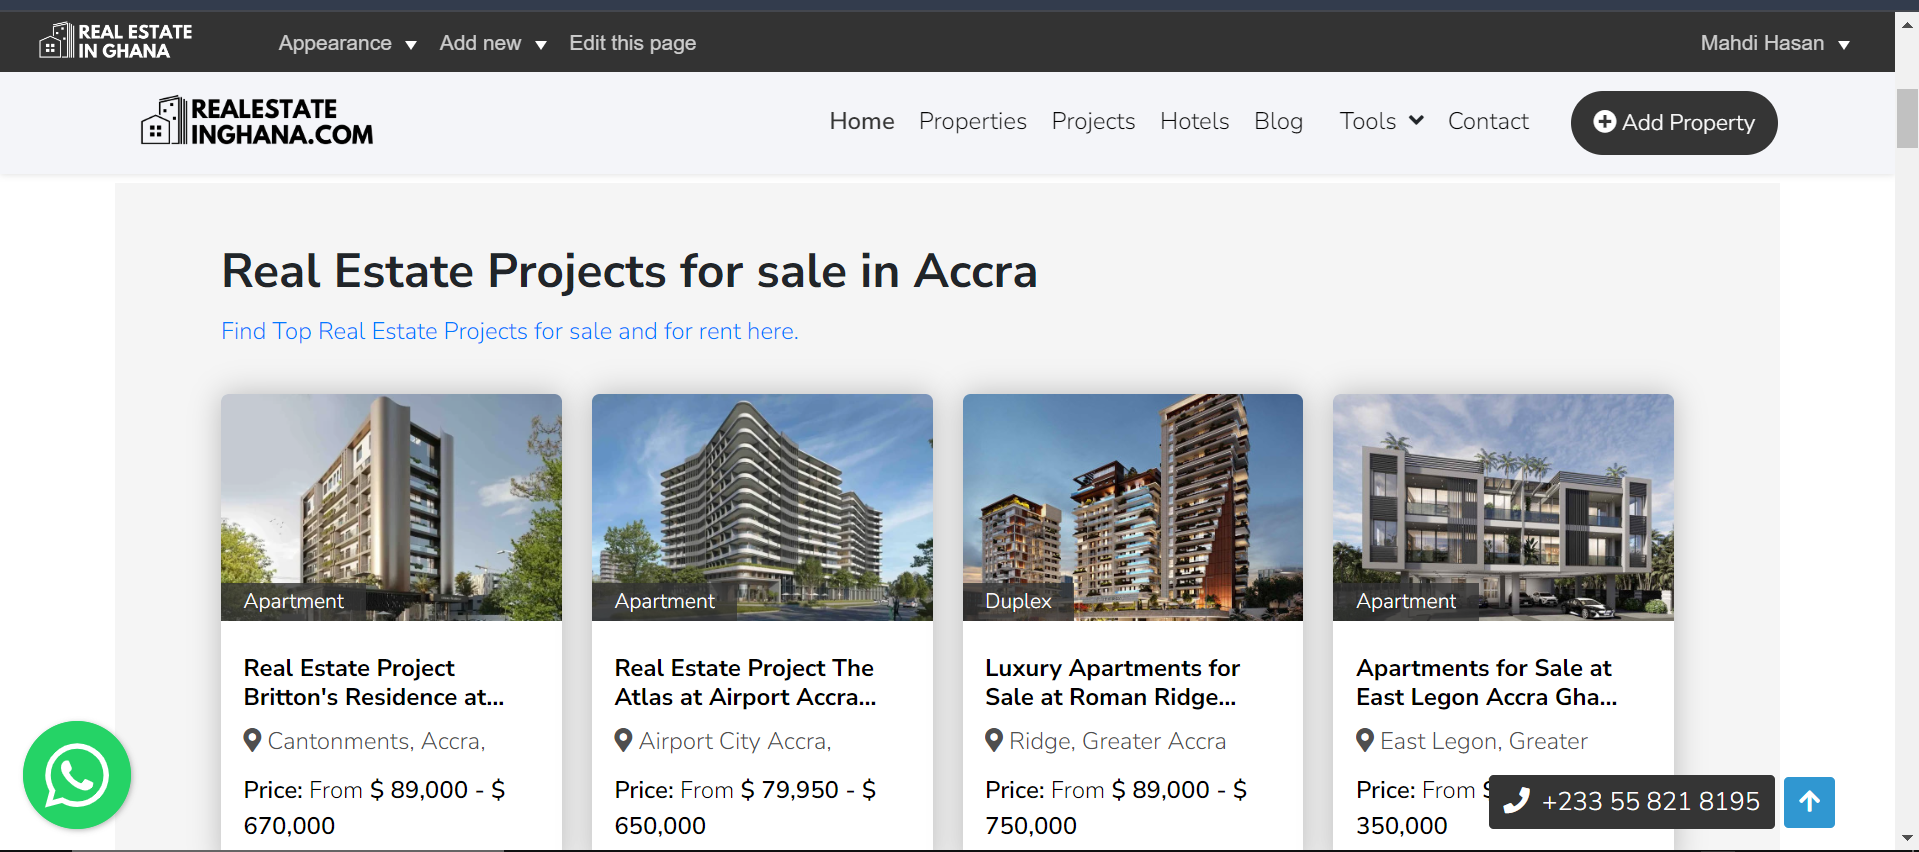 REAL ESTATE
IN GHANA
Appearance
Add new
Edit this page
Mahdi Hasan
REALESTATE
INGHANA.COM
Home
Properties
Projects
Hotels
Blog
Tools
Contact
Add Property
Real Estate Projects for sale in Accra
Find Top Real Estate Projects for sale and for rent here.
Apartment
Real Estate Project
Britton's Residence at...
Cantonments, Accra,
Price: From $ 89,000 - $
670,000
Apartment
Real Estate Project The
Atlas at Airport Accra...
Airport City Accra,
Price: From $ 79,950 - $
650,000
Duplex
Luxury Apartments for
Sale at Roman Ridge...
Ridge, Greater Accra
Price: From $ 89,000 - $
750,000
Apartment
Apartments for Sale at
East Legon Accra Gha...
East Legon, Greater
Price: From
350,000
+233 55 821 8195